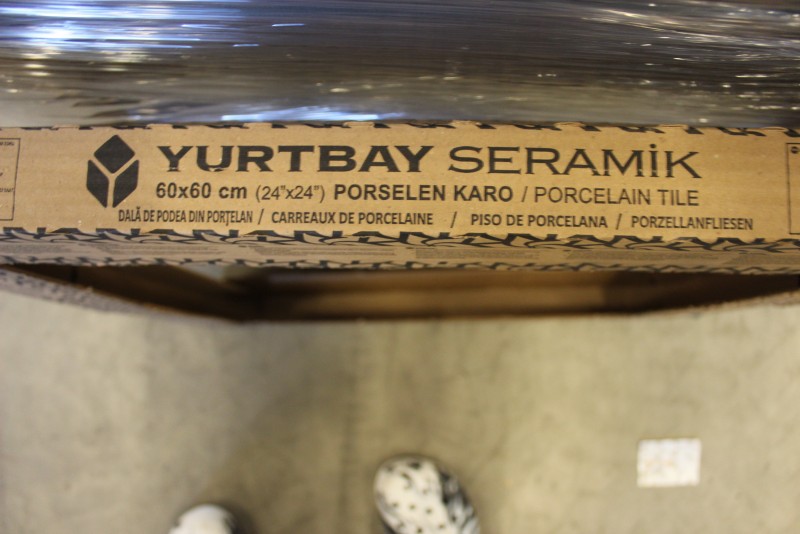 YURTBAY SERAMİK
60x60 cm (24"x24") PORSELEN KARO / PORCELAIN TILE
DALĂ DE PODEA DIN PORŢELAN / CARREAUX DE PORCELAINE / PISO DE PORCELANA / PORZELLANFLIESEN